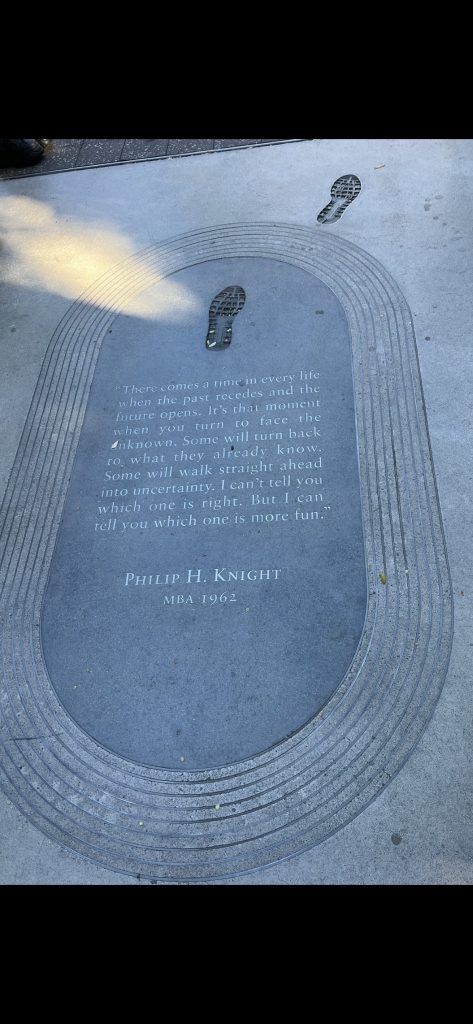 "There comes a time in every life
when the past recedes and the
future opens. It's that moment
when you turn to face the
unknown. Some will turn back
to what they already know.
Some will walk straight ahead
into uncertainty. I can't tell you
which one is right. But I can
tell you which one is more fun."
PHILIP H. KNIGHT
MBA 1962